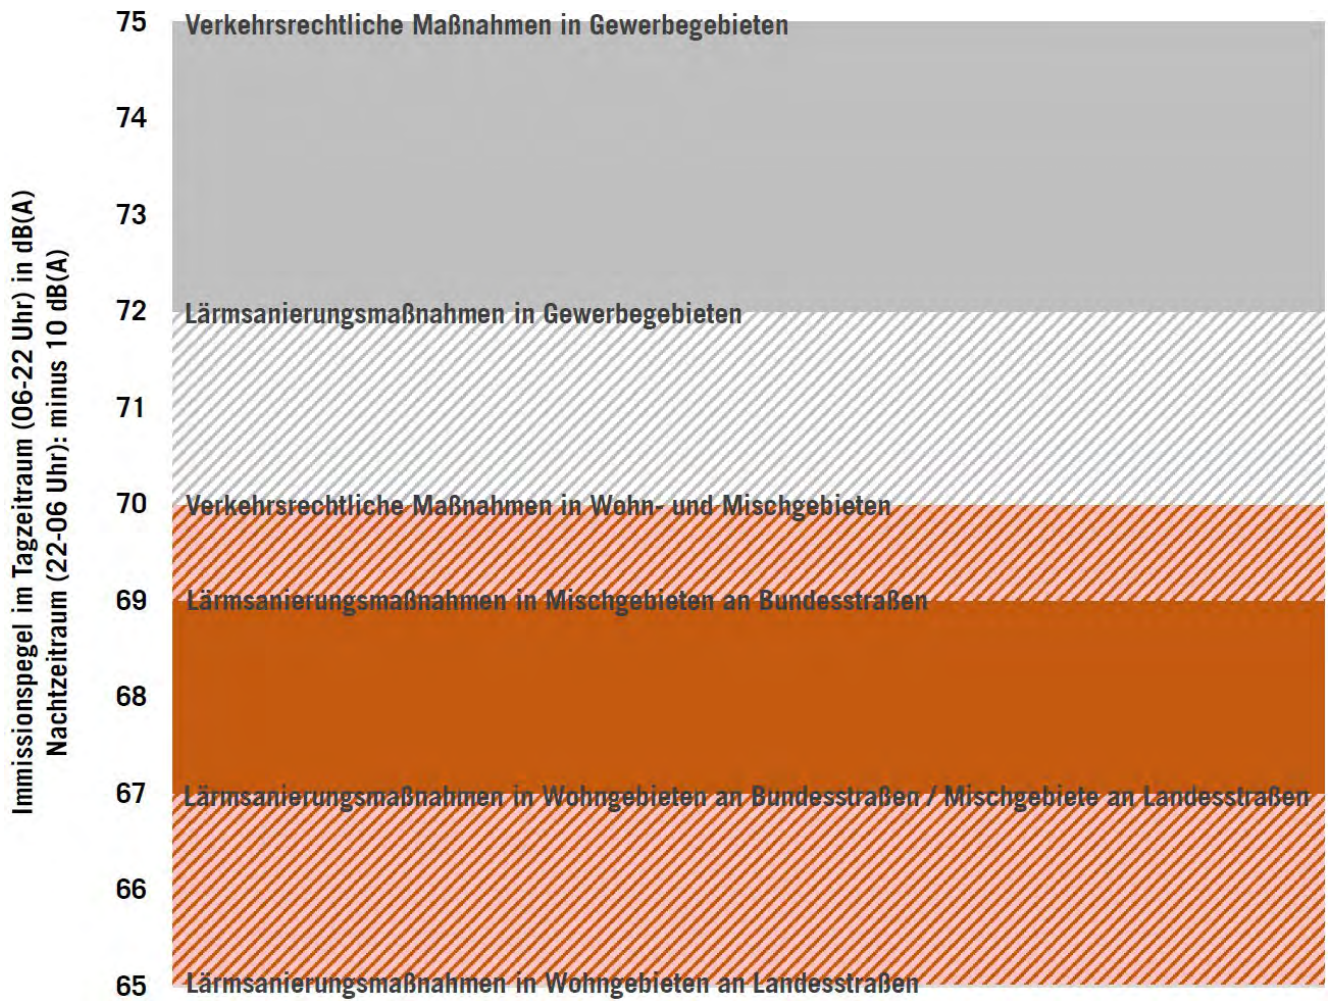 Immissionspegel im Tagzeitraum (06-22 Uhr) in dB(A)
Nachtzeitraum (22-06 Uhr): minus 10 dB(A)
75
Verkehrsrechtliche Maßnahmen in Gewerbegebieten
74
73
72
Lärmsanierungsmaßnahmen in Gewerbegebieten
71
70
Verkehrsrechtliche Maßnahmen in Wohn- und Mischgebieten
69
Lärmsanierungsmaßnahmen in Mischgebieten an Bundesstraßen
68
67
Lärmsanierungsmaßnahmen in Wohngebieten an Bundesstraßen / Mischgebiete an Landesstraßen
66
65
Lärmsanierungsmaßnahmen in Wohngebieten an Landesstraßen